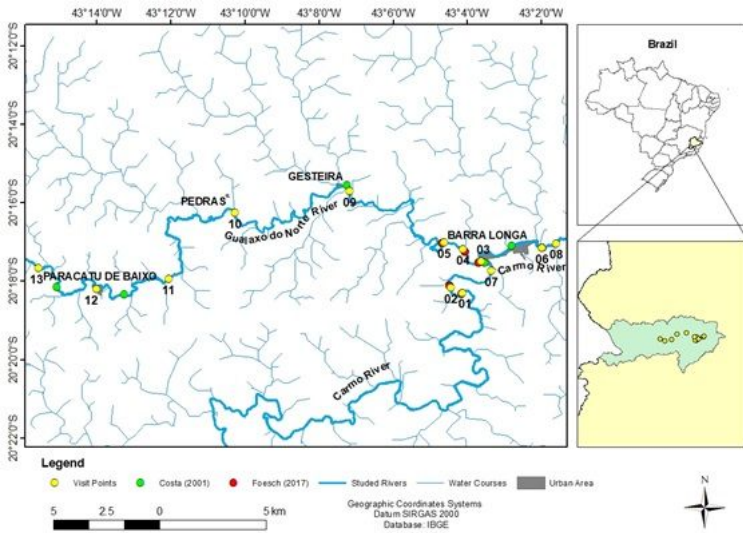 43°14'0"W 43°12'0"W 43°10'0"W 43°8'0"W 43°6'0"W 43°4'0"W 43°2'0"W
20°12'0"S
20°14'0"S
20°16'0"S
20°18'0"S
20°20'0"S
20°22'0"S
Brazil
GESTEIRA
09
PEDRAS
10
Gualaxo do Norte River
BARRA LONGA
05
04
03
06
08
Carmo River
07
13
PARACATU DE BAIXO
12
11
02
01
Carmo River
Legend
Visit Points
Costa (2001)
Foesch (2017)
Studed Rivers
Water Courses
Urban Area
5 2.5 0 5 km
Geographic Coordinates Systems
Datum SIRGAS 2000
Database: IBGE
N